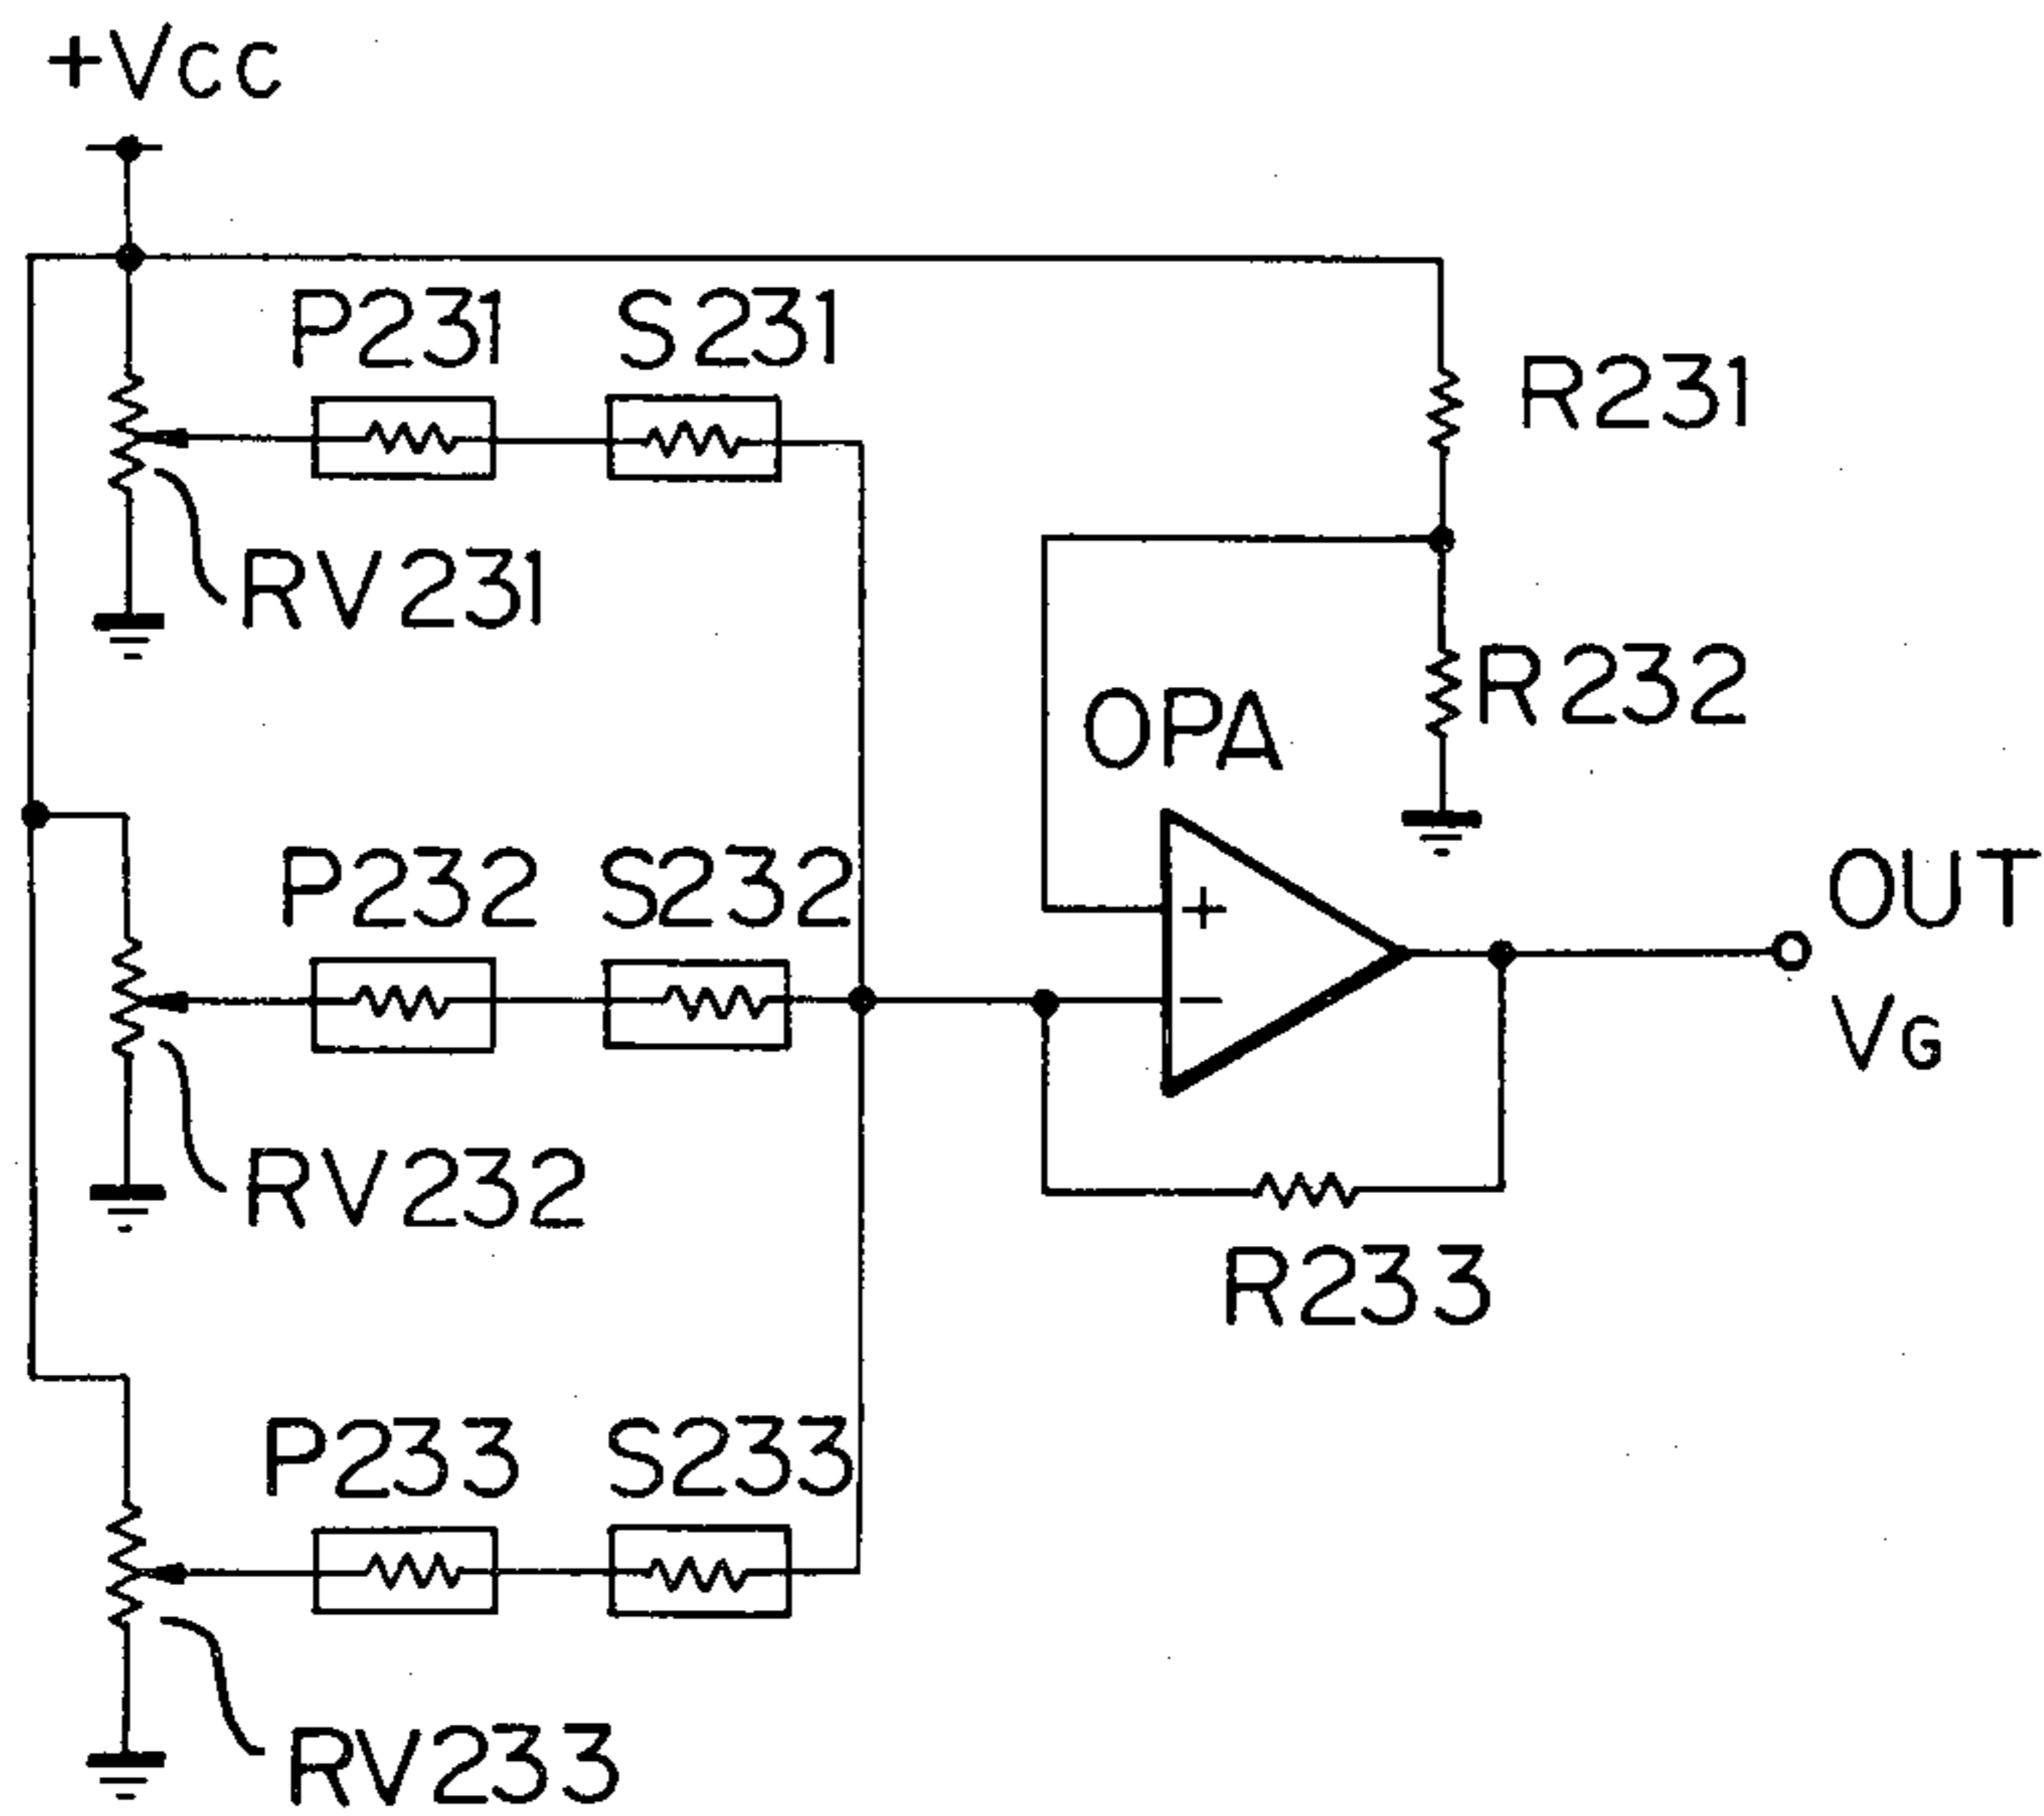 +Vcc
P231
S231
R231
RV231
R232
OPA
P232
S232
OUT
+
−
VG
RV232
R233
P233
S233
RV233